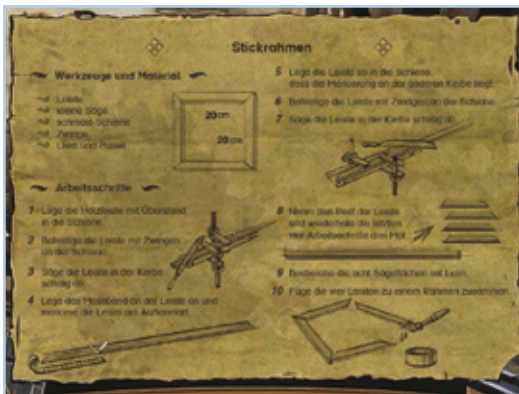 Stickrahmen
Werkzeuge und Material
Leiste
kleine Säge
schmale Schiene
Zwinge
Leim und Pinsel
20 cm
20 cm
Arbeitsschritte
1 Lege die Holzleiste mit Überstand
in die Schiene.
2 Befestige die Leiste mit Zwingen
an der Schiene.
3 Säge die Leiste in der Kerbe
schräg ab.
4 Lege das Maßband an der Leiste an und
markiere die Leiste am Außenmaß.
5 Lege die Leiste so in die Schiene,
dass die Markierung an der anderen Kerbe liegt.
6 Befestige die Leiste mit Zwingen an der Schiene.
7 Säge die Leiste in der Kerbe schräg ab.
8 Nimm den Rest der Leiste
und wiederhole die letzten
vier Arbeitsschritte drei Mal.
9 Bestreiche die acht Sägeflächen mit Leim.
10 Füge die vier Leisten zu einem Rahmen zusammen.